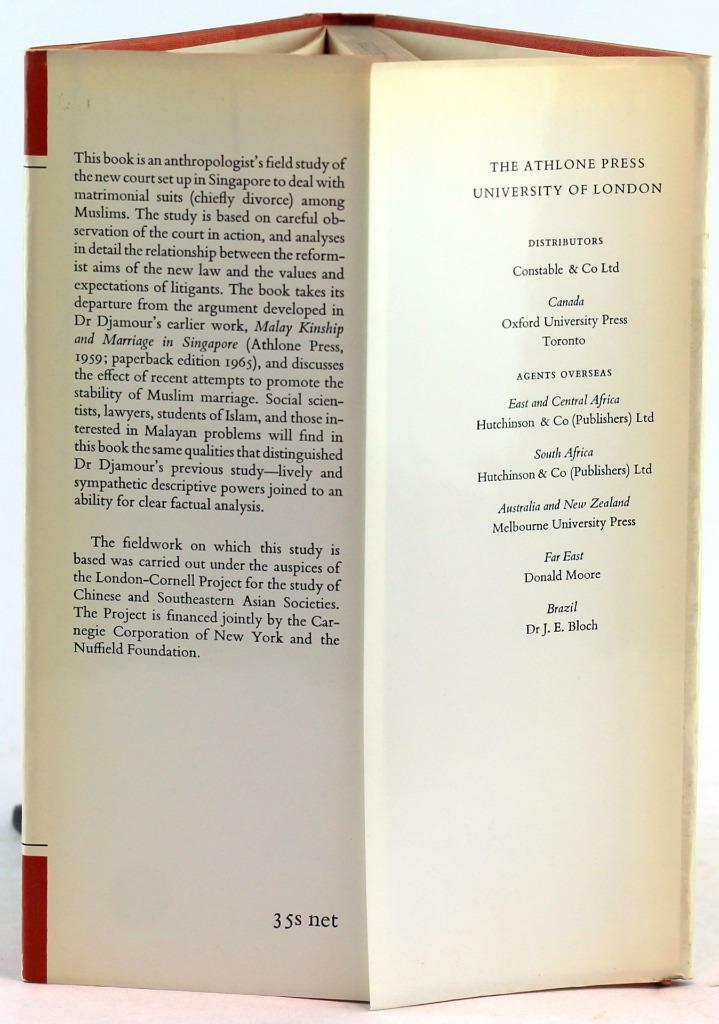 This book is an anthropologist's field study of
the new court set up in Singapore to deal with
matrimonial suits (chiefly divorce) among
Muslims. The study is based on careful ob-
servation of the court in action, and analyses
in detail the relationship between the reform-
ist aims of the new law and the values and
expectations of litigants. The book takes its
departure from the argument developed in
Dr Djamour's earlier work, Malay Kinship
and Marriage in Singapore (Athlone Press,
1959; paperback edition 1965), and discusses
the effect of recent attempts to promote the
stability of Muslim marriage. Social scien-
tists, lawyers, students of Islam, and those in-
terested in Malayan problems will find in
this book the same qualities that distinguished
Dr Djamour's previous study—lively and
sympathetic descriptive powers joined to an
ability for clear factual analysis.
The fieldwork on which this study is
based was carried out under the auspices of
the London-Cornell Project for the study of
Chinese and Southeastern Asian Societies.
The Project is financed jointly by the Car-
negie Corporation of New York and the
Nuffield Foundation.
35s net
THE ATHLONE PRESS
UNIVERSITY OF LONDON
DISTRIBUTORS
Constable & Co Ltd
Canada
Oxford University Press
Toronto
AGENTS OVERSEAS
East and Central Africa
Hutchinson & Co (Publishers) Ltd
South Africa
Hutchinson & Co (Publishers) Ltd
Australia and New Zealand
Melbourne University Press
Far East
Donald Moore
Brazil
Dr J. E. Bloch